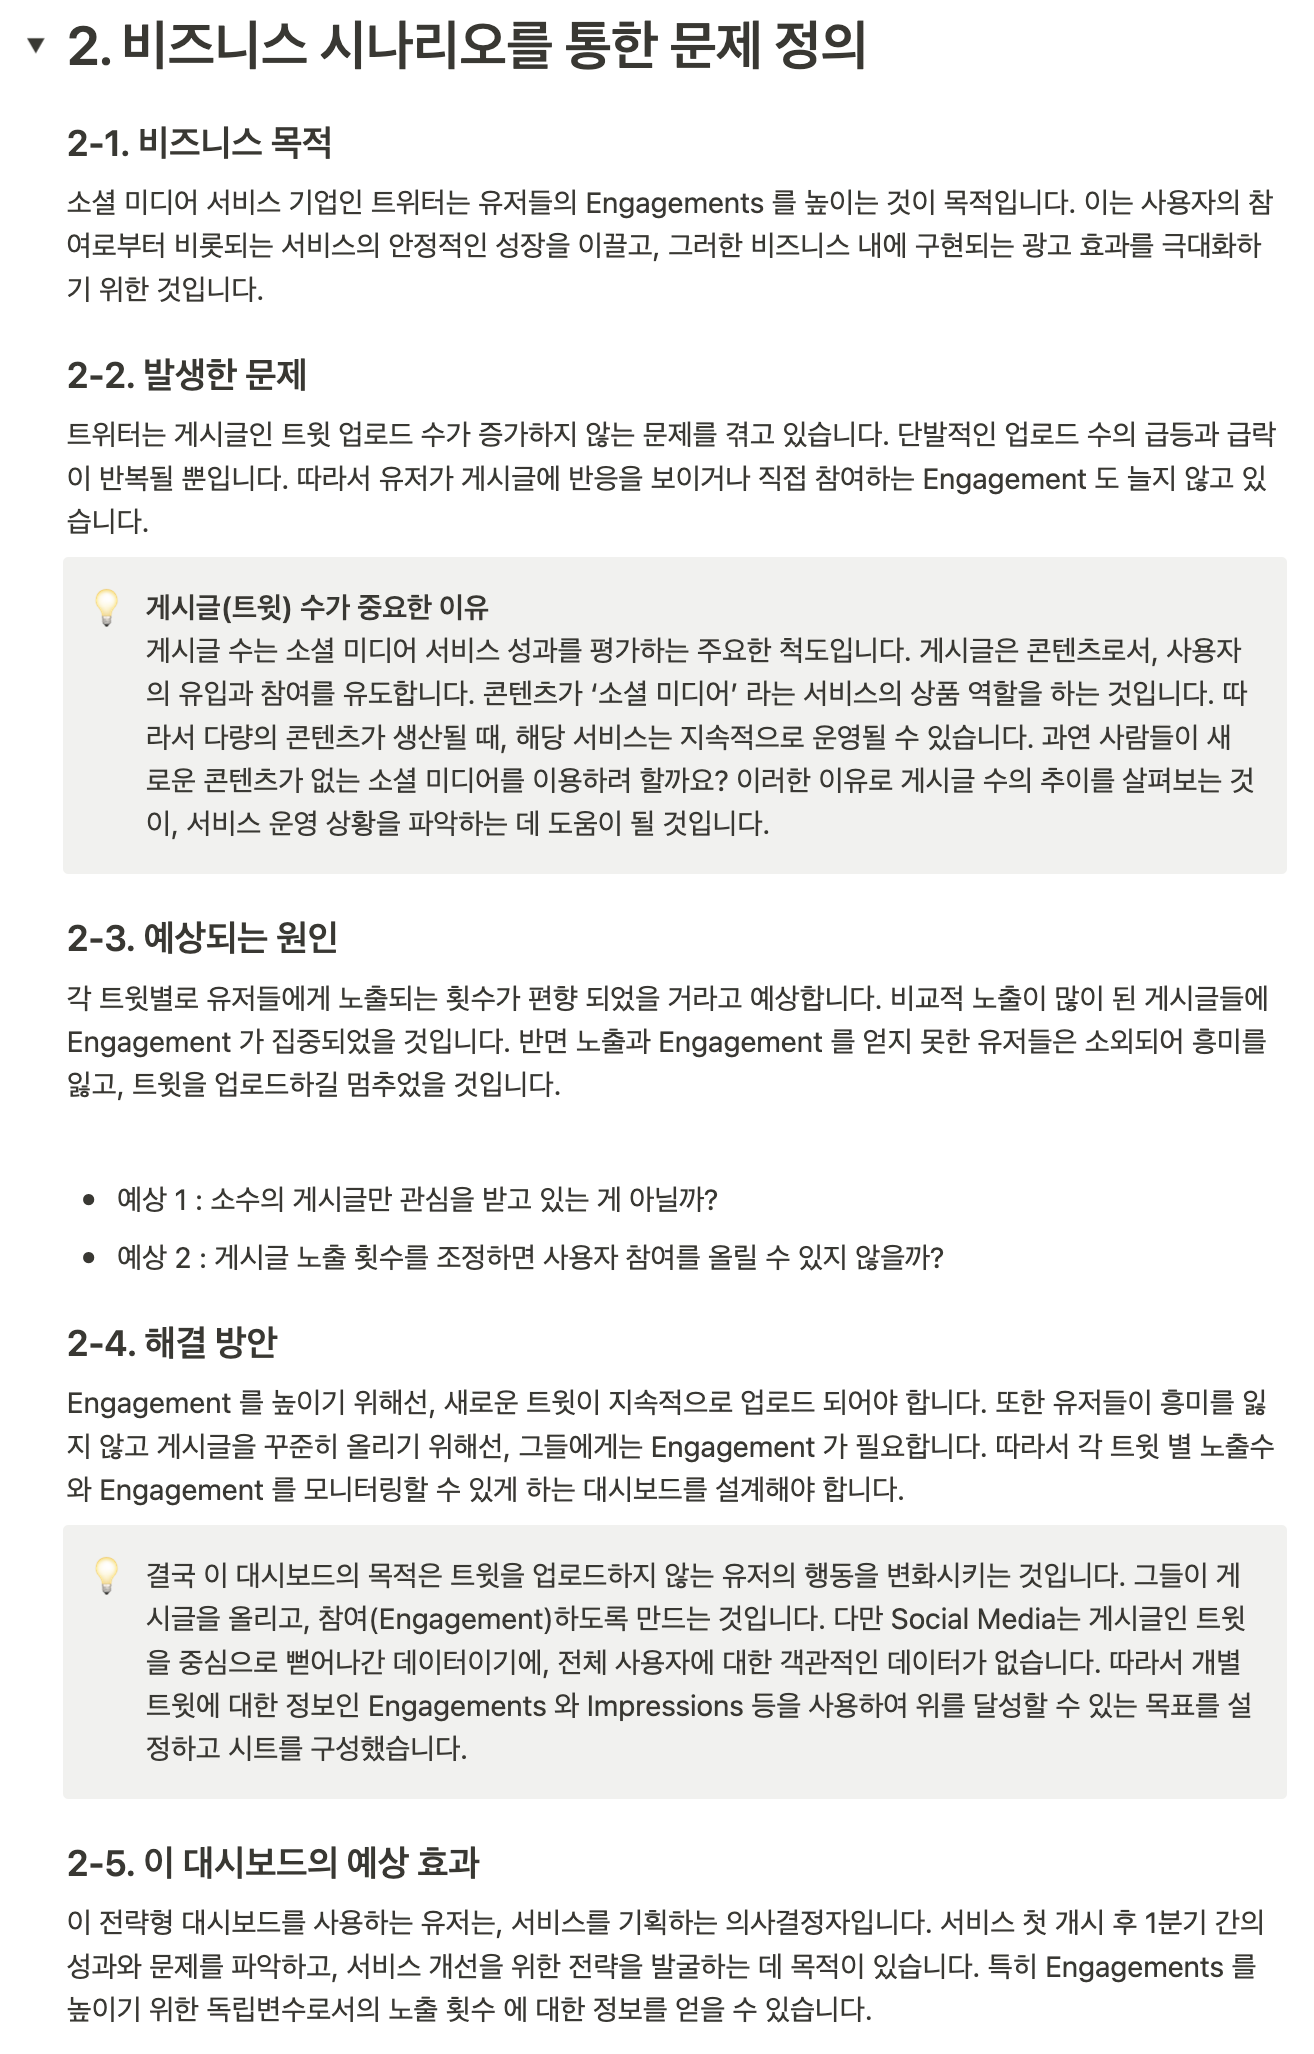 2. 비즈니스 시나리오를 통한 문제 정의
2-1. 비즈니스 목적
소셜 미디어 서비스 기업인 트위터는 유저들의 Engagements 를 높이는 것이 목적입니다. 이는 사용자의 참
여로부터 비롯되는 서비스의 안정적인 성장을 이끌고, 그러한 비즈니스 내에 구현되는 광고 효과를 극대화하
기 위한 것입니다.
2-2. 발생한 문제
트위터는 게시글인 트윗 업로드 수가 증가하지 않는 문제를 겪고 있습니다. 단발적인 업로드 수의 급등과 급락
이 반복될 뿐입니다. 따라서 유저가 게시글에 반응을 보이거나 직접 참여하는 Engagement 도 늘지 않고 있
습니다.
게시글(트윗) 수가 중요한 이유
게시글 수는 소셜 미디어 서비스 성과를 평가하는 주요한 척도입니다. 게시글은 콘텐츠로서, 사용자
의 유입과 참여를 유도합니다. 콘텐츠가 ‘소셜 미디어’ 라는 서비스의 상품 역할을 하는 것입니다. 따
라서 다량의 콘텐츠가 생산될 때, 해당 서비스는 지속적으로 운영될 수 있습니다. 과연 사람들이 새
로운 콘텐츠가 없는 소셜 미디어를 이용하려 할까요? 이러한 이유로 게시글 수의 추이를 살펴보는 것
이, 서비스 운영 상황을 파악하는 데 도움이 될 것입니다.
2-3. 예상되는 원인
각 트윗별로 유저들에게 노출되는 횟수가 편향 되었을 거라고 예상합니다. 비교적 노출이 많이 된 게시글들에
Engagement 가 집중되었을 것입니다. 반면 노출과 Engagement 를 얻지 못한 유저들은 소외되어 흥미를
잃고, 트윗을 업로드하길 멈추었을 것입니다.
• 예상 1 : 소수의 게시글만 관심을 받고 있는 게 아닐까?
• 예상 2 : 게시글 노출 횟수를 조정하면 사용자 참여를 올릴 수 있지 않을까?
2-4. 해결 방안
Engagement 를 높이기 위해선, 새로운 트윗이 지속적으로 업로드 되어야 합니다. 또한 유저들이 흥미를 잃
지 않고 게시글을 꾸준히 올리기 위해선, 그들에게는 Engagement 가 필요합니다. 따라서 각 트윗 별 노출수
와 Engagement 를 모니터링할 수 있게 하는 대시보드를 설계해야 합니다.
결국 이 대시보드의 목적은 트윗을 업로드하지 않는 유저의 행동을 변화시키는 것입니다. 그들이 게
시글을 올리고, 참여(Engagement)하도록 만드는 것입니다. 다만 Social Media는 게시글인 트윗
을 중심으로 뻗어나간 데이터이기에, 전체 사용자에 대한 객관적인 데이터가 없습니다. 따라서 개별
트윗에 대한 정보인 Engagements 와 Impressions 등을 사용하여 위를 달성할 수 있는 목표를 설
정하고 시트를 구성했습니다.
2-5. 이 대시보드의 예상 효과
이 전략형 대시보드를 사용하는 유저는, 서비스를 기획하는 의사결정자입니다. 서비스 첫 개시 후 1분기 간의
성과와 문제를 파악하고, 서비스 개선을 위한 전략을 발굴하는 데 목적이 있습니다. 특히 Engagements 를
높이기 위한 독립변수로서의 노출 횟수 에 대한 정보를 얻을 수 있습니다.